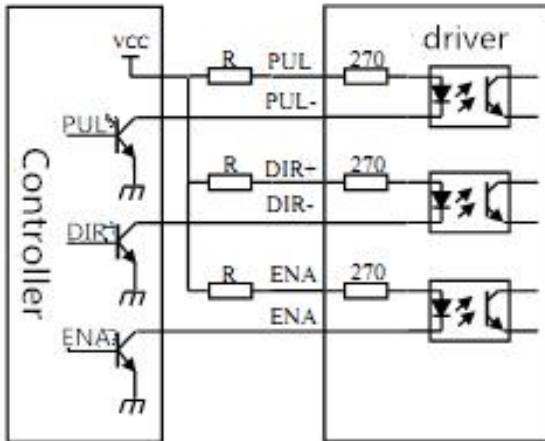 driver
VCC
R PUL 270
PUL-
PUL
R DIR+ 270
DIR-
DIR
R ENA 270
ENA
ENA
Controller